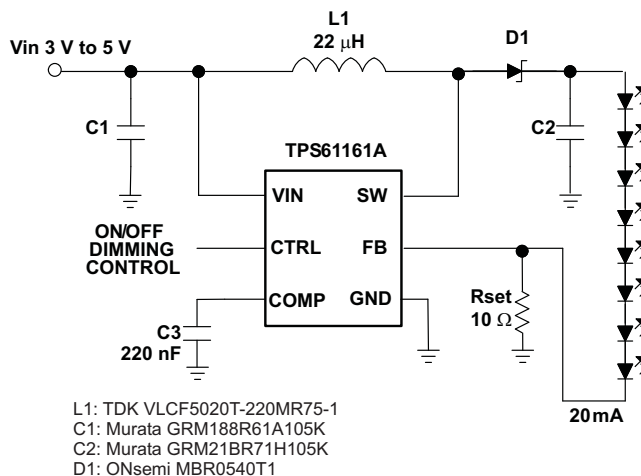 L1
22 μH
D1
Vin 3 V to 5 V
C1
C2
TPS61161A
VIN SW
ON/OFF
DIMMING
CONTROL
CTRL FB
COMP GND
Rset
10 Ω
C3
220 nF
20mA
L1: TDK VLCF5020T-220MR75-1
C1: Murata GRM188R61A105K
C2: Murata GRM21BR71H105K
D1: ONsemi MBR0540T1